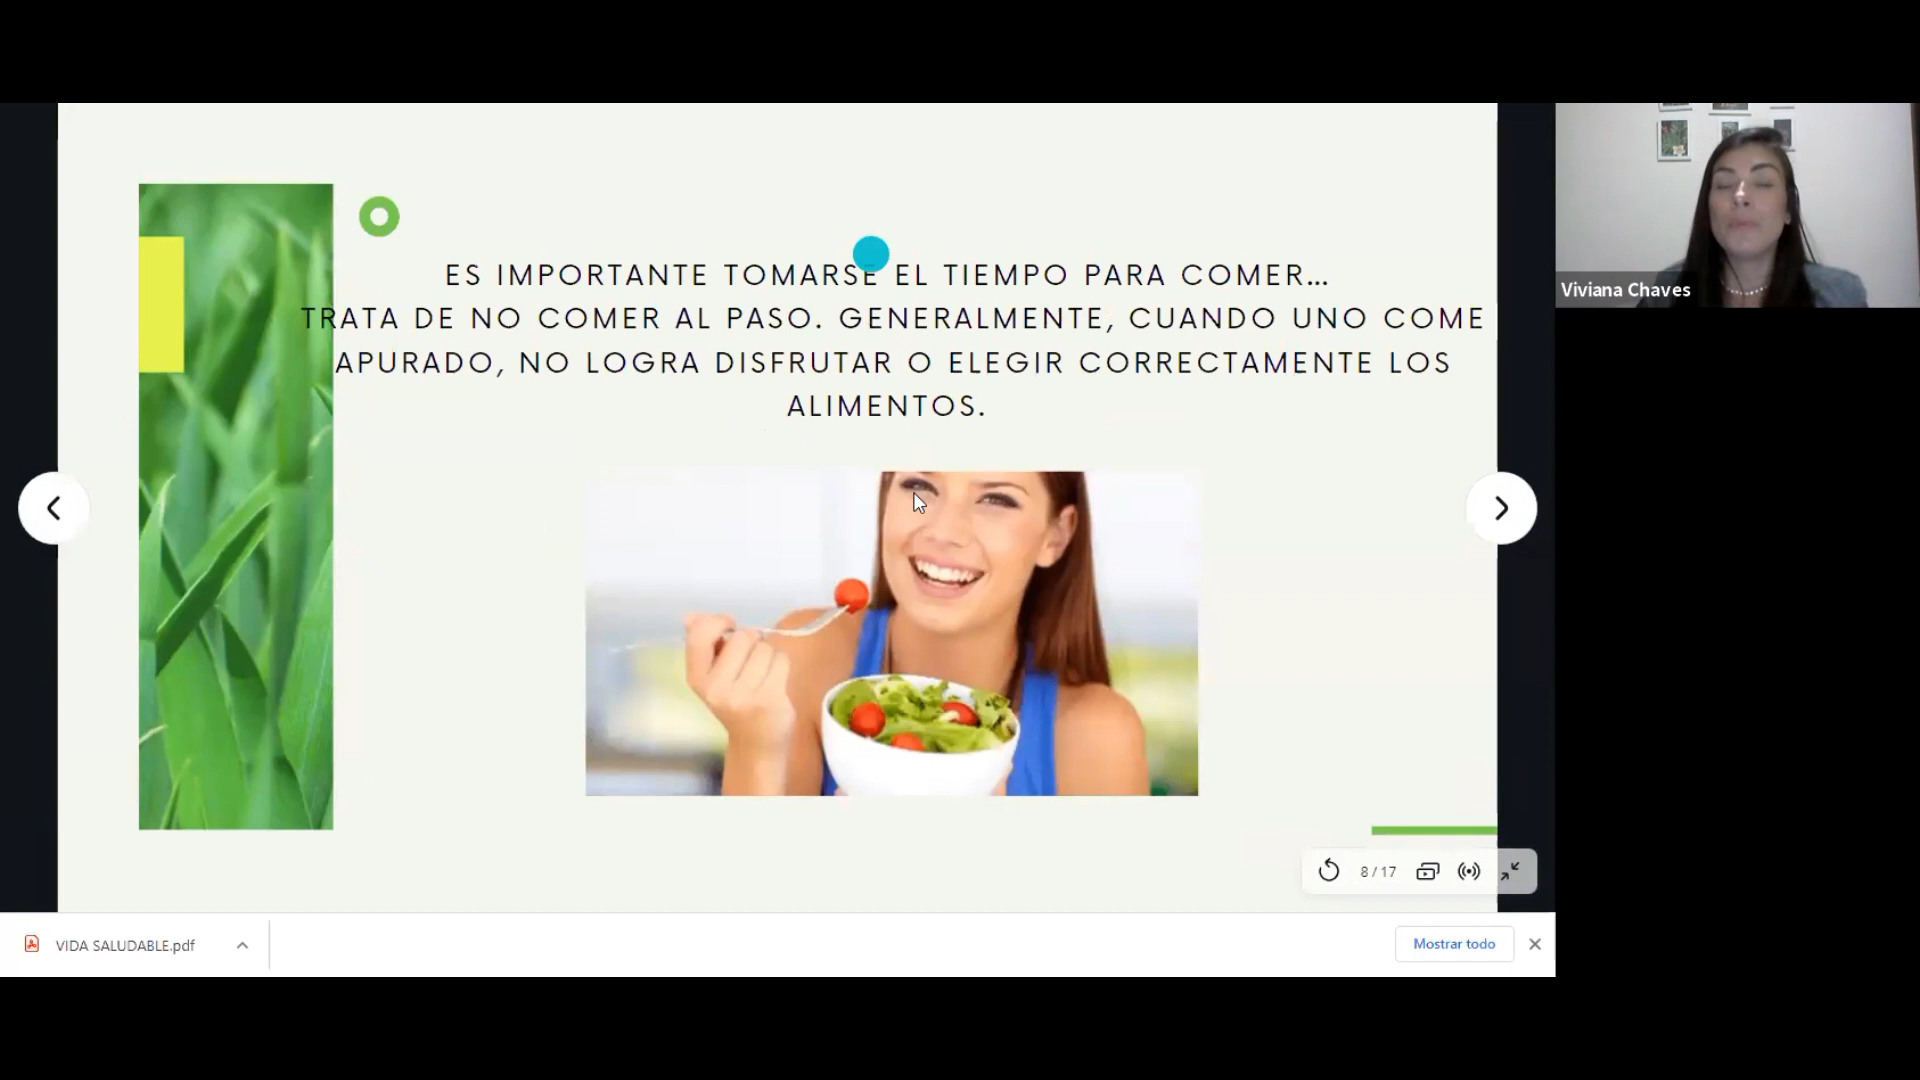 ES IMPORTANTE TOMARSE EL TIEMPO PARA COMER...
TRATA DE NO COMER AL PASO. GENERALMENTE, CUANDO UNO COME
APURADO, NO LOGRA DISFRUTAR O ELEGIR CORRECTAMENTE LOS
ALIMENTOS.
Viviana Chaves
8 / 17
VIDA SALUDABLE.pdf
Mostrar todo